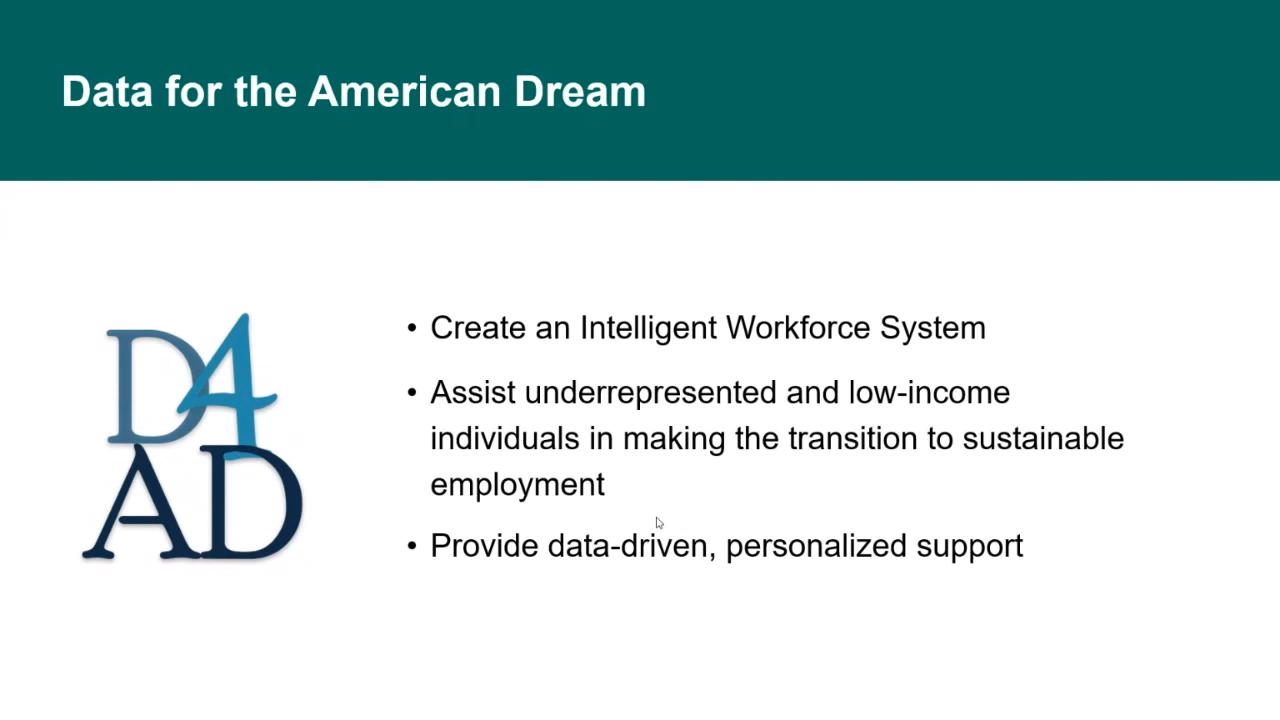 Data for the American Dream
D4
AD
• Create an Intelligent Workforce System
• Assist underrepresented and low-income
individuals in making the transition to sustainable
employment
• Provide data-driven, personalized support